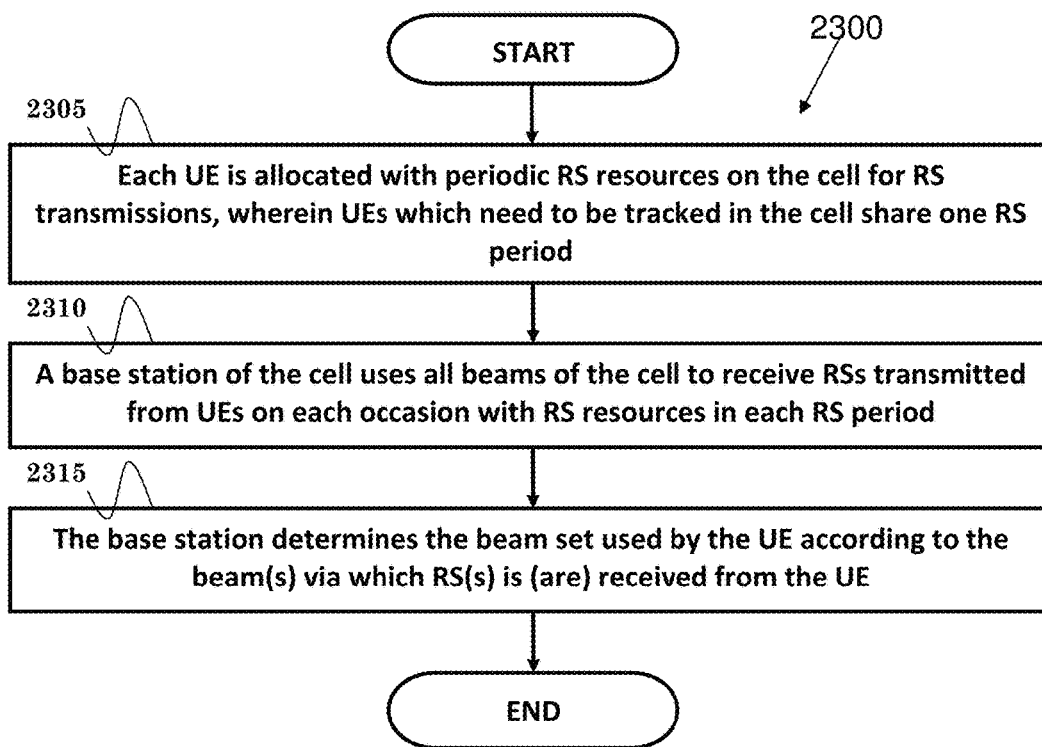 START
2300
2305
Each UE is allocated with periodic RS resources on the cell for RS
transmissions, wherein UEs which need to be tracked in the cell share one RS
period
2310
A base station of the cell uses all beams of the cell to receive RSs transmitted
from UEs on each occasion with RS resources in each RS period
2315
The base station determines the beam set used by the UE according to the
beam(s) via which RS(s) is (are) received from the UE
END